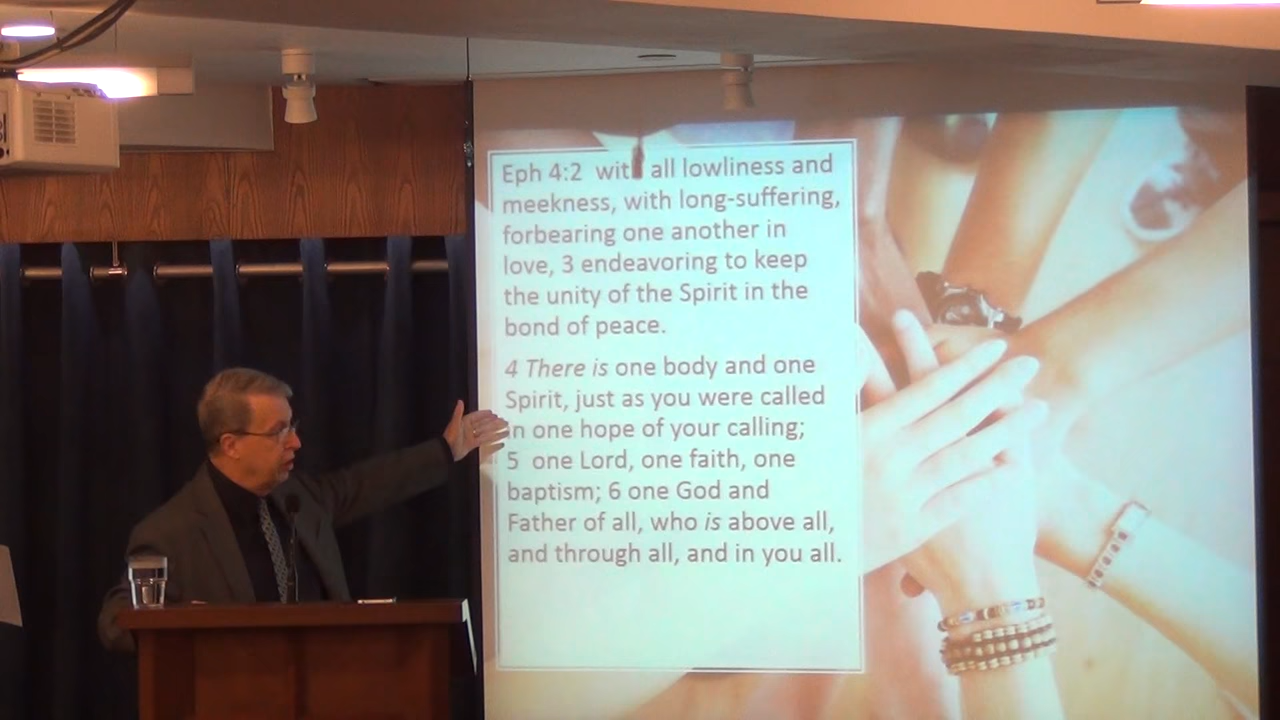 Eph 4:2 with all lowliness and
meekness, with long-suffering,
forbearing one another in
love, 3 endeavoring to keep
the unity of the Spirit in the
bond of peace.
4 There is one body and one
Spirit, just as you were called
in one hope of your calling;
5 one Lord, one faith, one
baptism; 6 one God and
Father of all, who is above all,
and through all, and in you all.